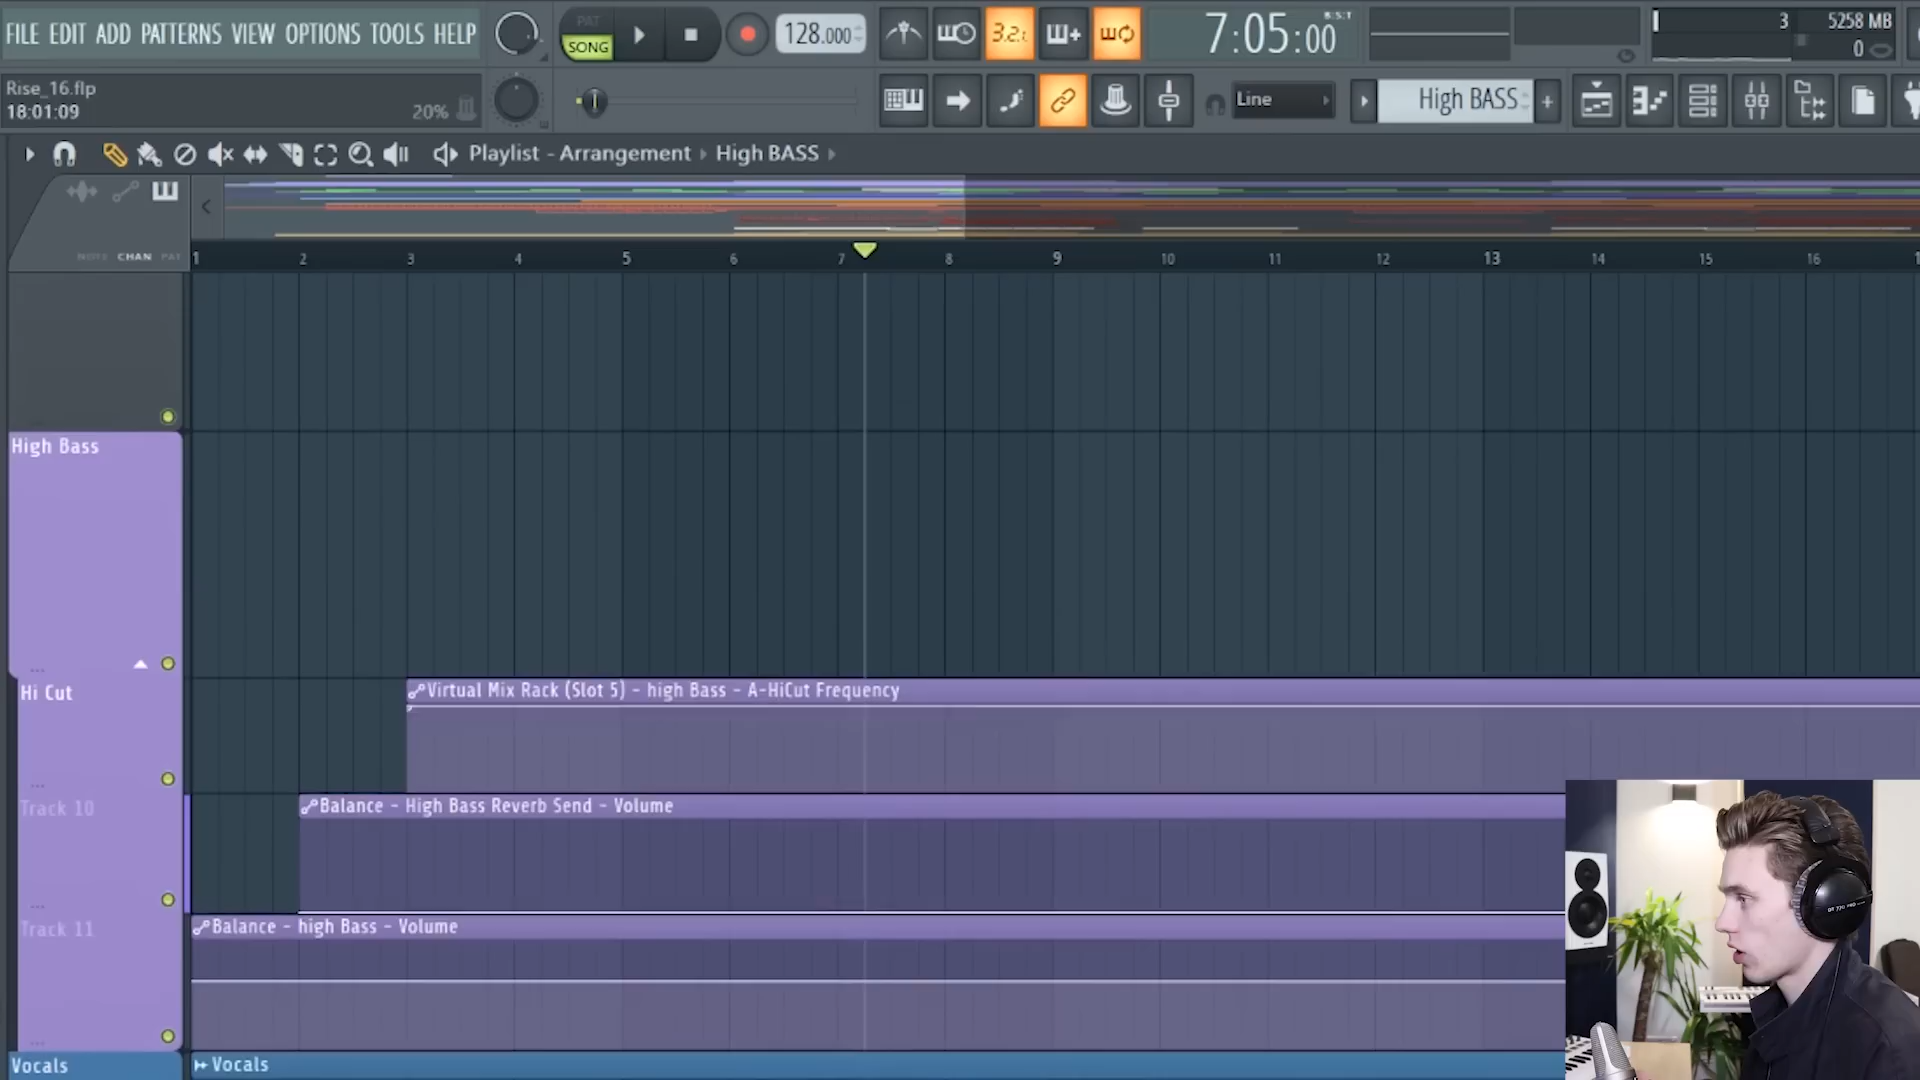 FILE EDIT ADD PATTERNS VIEW OPTIONS TOOLS HELP
PAT
SONG
128.000
3.2.
7:05:00
B:S:T
3
5258 MB
0
Rise_16.flp
18:01:09
20%
Line
High BASS
+
Playlist - Arrangement › High BASS
NOTE CHAN PAT
1 2 3 4 5 6 7 8 9 10 11 12 13 14 15 16
High Bass
Hi Cut
Virtual Mix Rack (Slot 5) - high Bass - A-HiCut Frequency
Track 10
Balance - High Bass Reverb Send - Volume
Track 11
Balance - high Bass - Volume
Vocals
Vocals